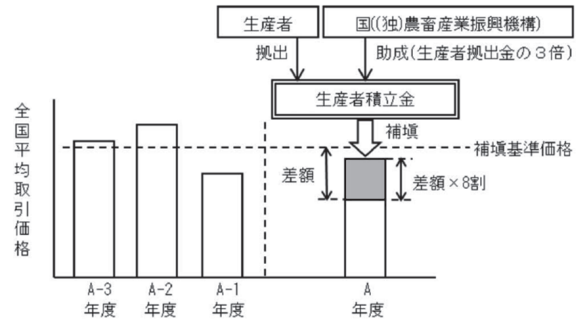 生産者
国((独)農畜産業振興機構)
拠出
助成(生産者拠出金の3倍)
生産者積立金
補塡
補塡基準価格
差額
差額×8割
全国平均取引価格
A-3
年度
A-2
年度
A-1
年度
A
年度